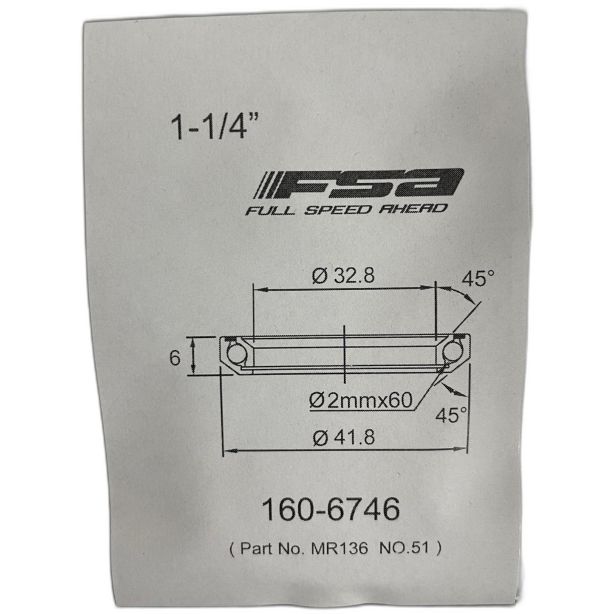 1-1/4”
FSA
FULL SPEED AHEAD
Ø 32.8
45°
6
Ø2mmx60
45°
Ø 41.8
160-6746
( Part No. MR136 NO.51 )